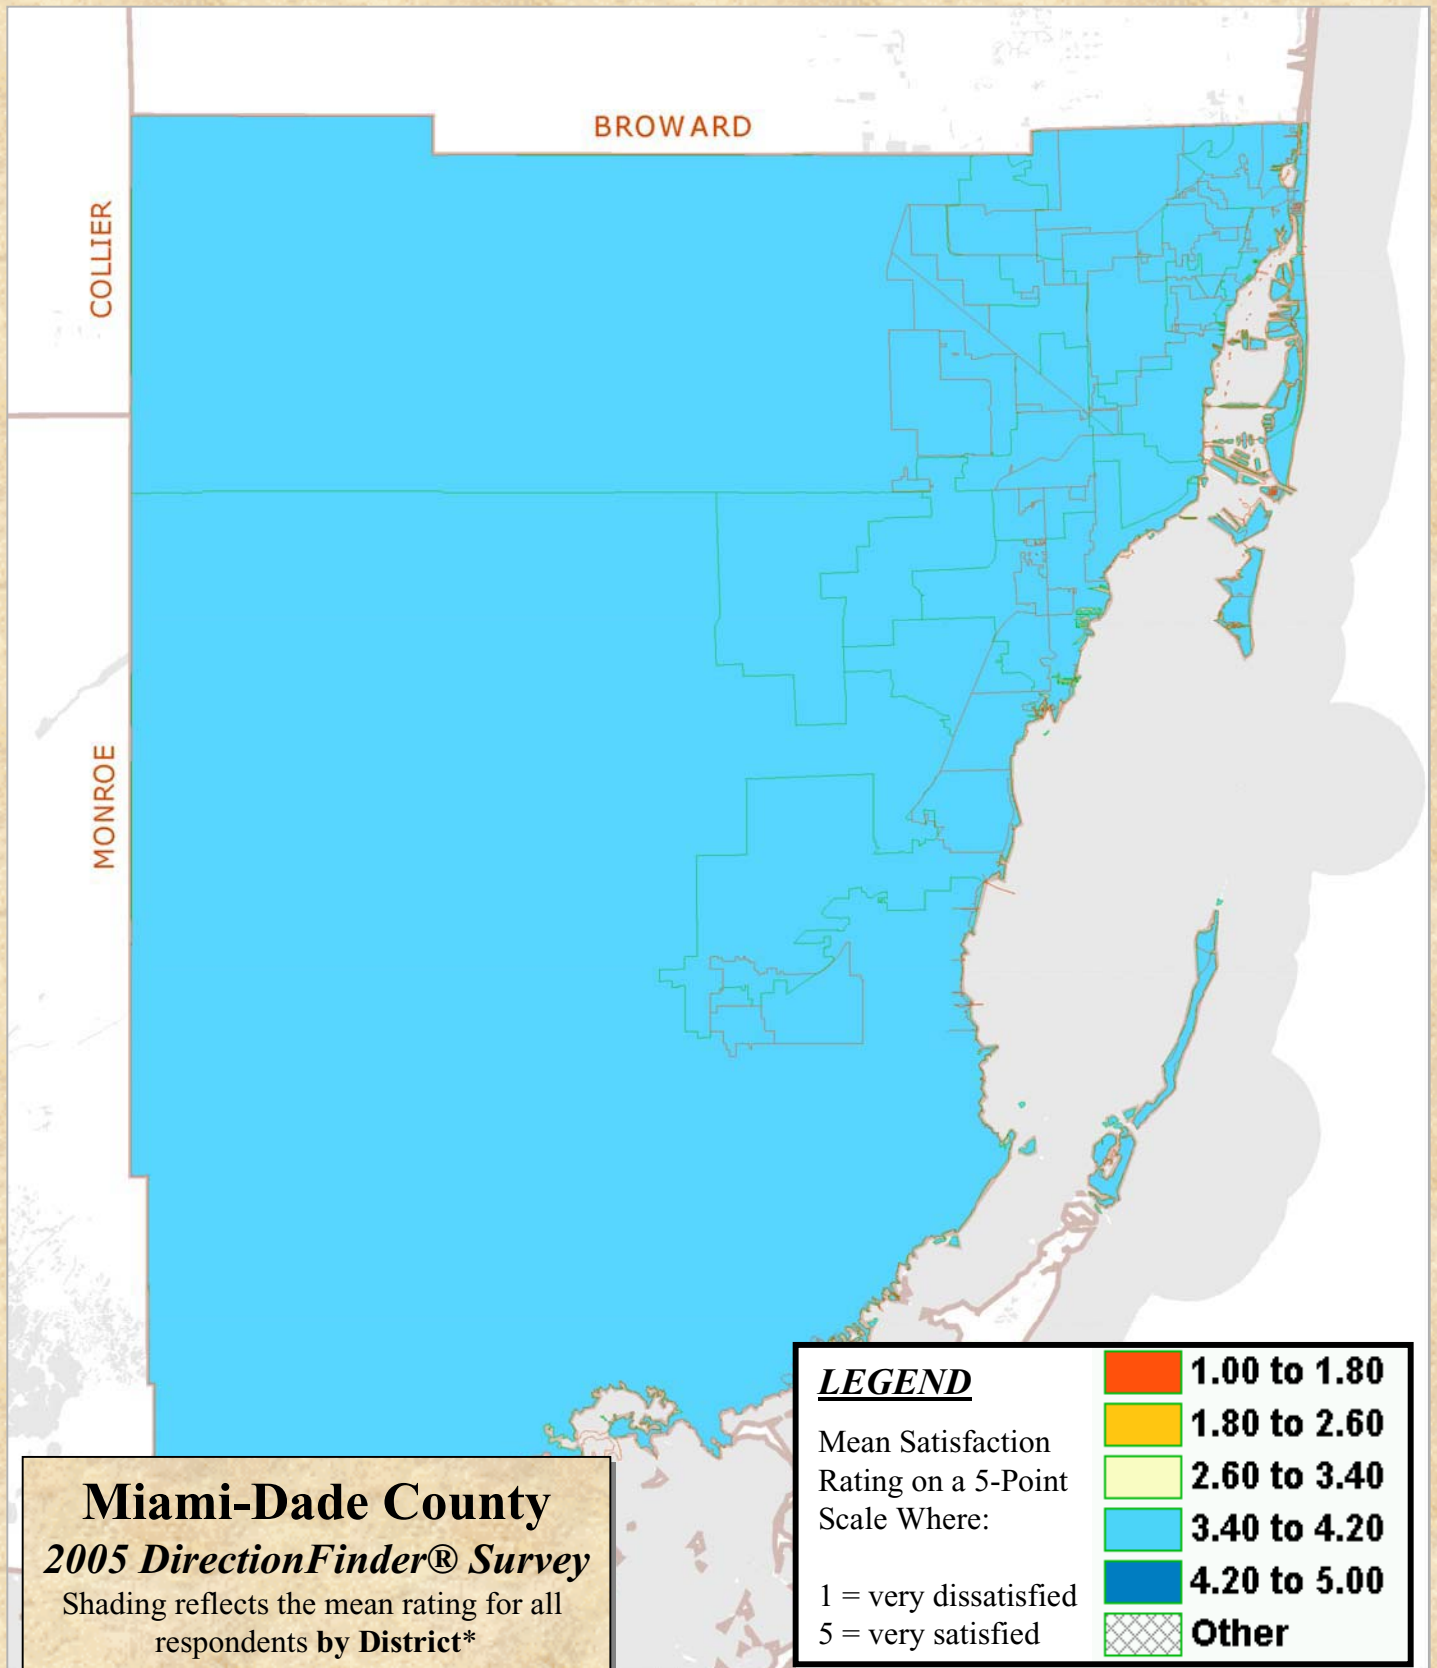 BROWARD
COLLIER
MONROE
LEGEND
Mean Satisfaction
Rating on a 5-Point
Scale Where:
1 = very dissatisfied
5 = very satisfied
1.00 to 1.80
1.80 to 2.60
2.60 to 3.40
3.40 to 4.20
4.20 to 5.00
Other
Miami-Dade County
2005 DirectionFinder® Survey
Shading reflects the mean rating for all
respondents by District*